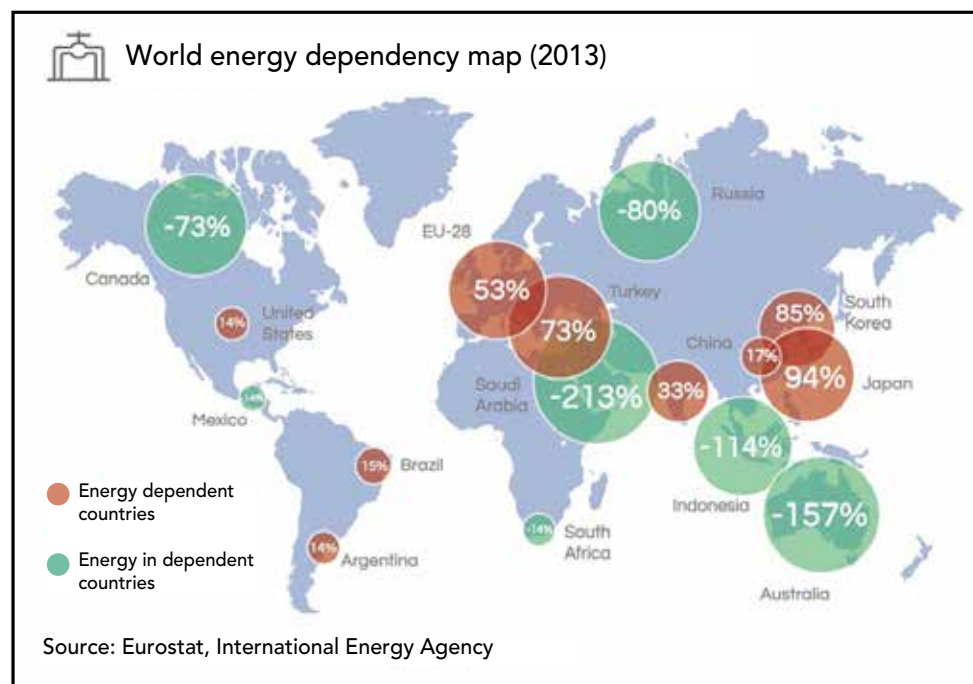 World energy dependency map (2013)
-73%
Canada
14%
United
States
-14%
Mexico
15%
Brazil
14%
Argentina
EU-28
53%
73%
Turkey
-80%
Russia
Saudi
Arabia
-213%
33%
China
17%
85%
South
Korea
94%
Japan
-114%
Indonesia
-157%
Australia
-14%
South
Africa
Energy dependent
countries
Energy in dependent
countries
Source: Eurostat, International Energy Agency